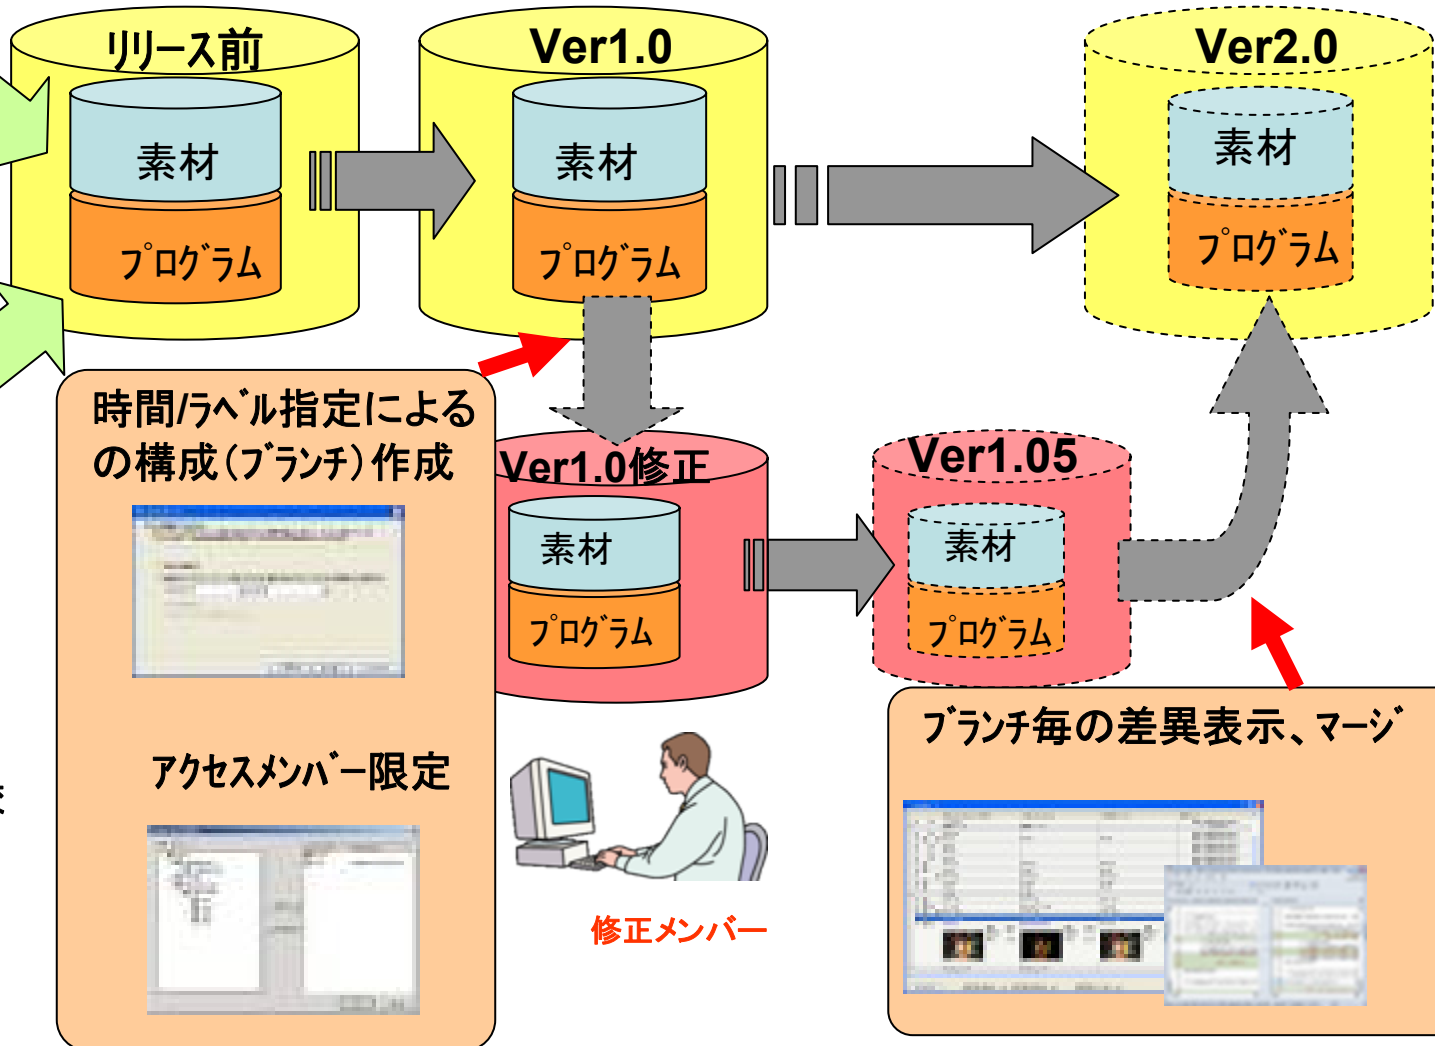 リリース前
Ver1.0
Ver2.0
素材
プログラム
素材
プログラム
素材
プログラム
時間/ラベル指定による
の構成（ブランチ）作成
Ver1.0修正
素材
プログラム
Ver1.05
素材
プログラム
アクセスメンバー限定
修正メンバー
ブランチ毎の差異表示、マージ